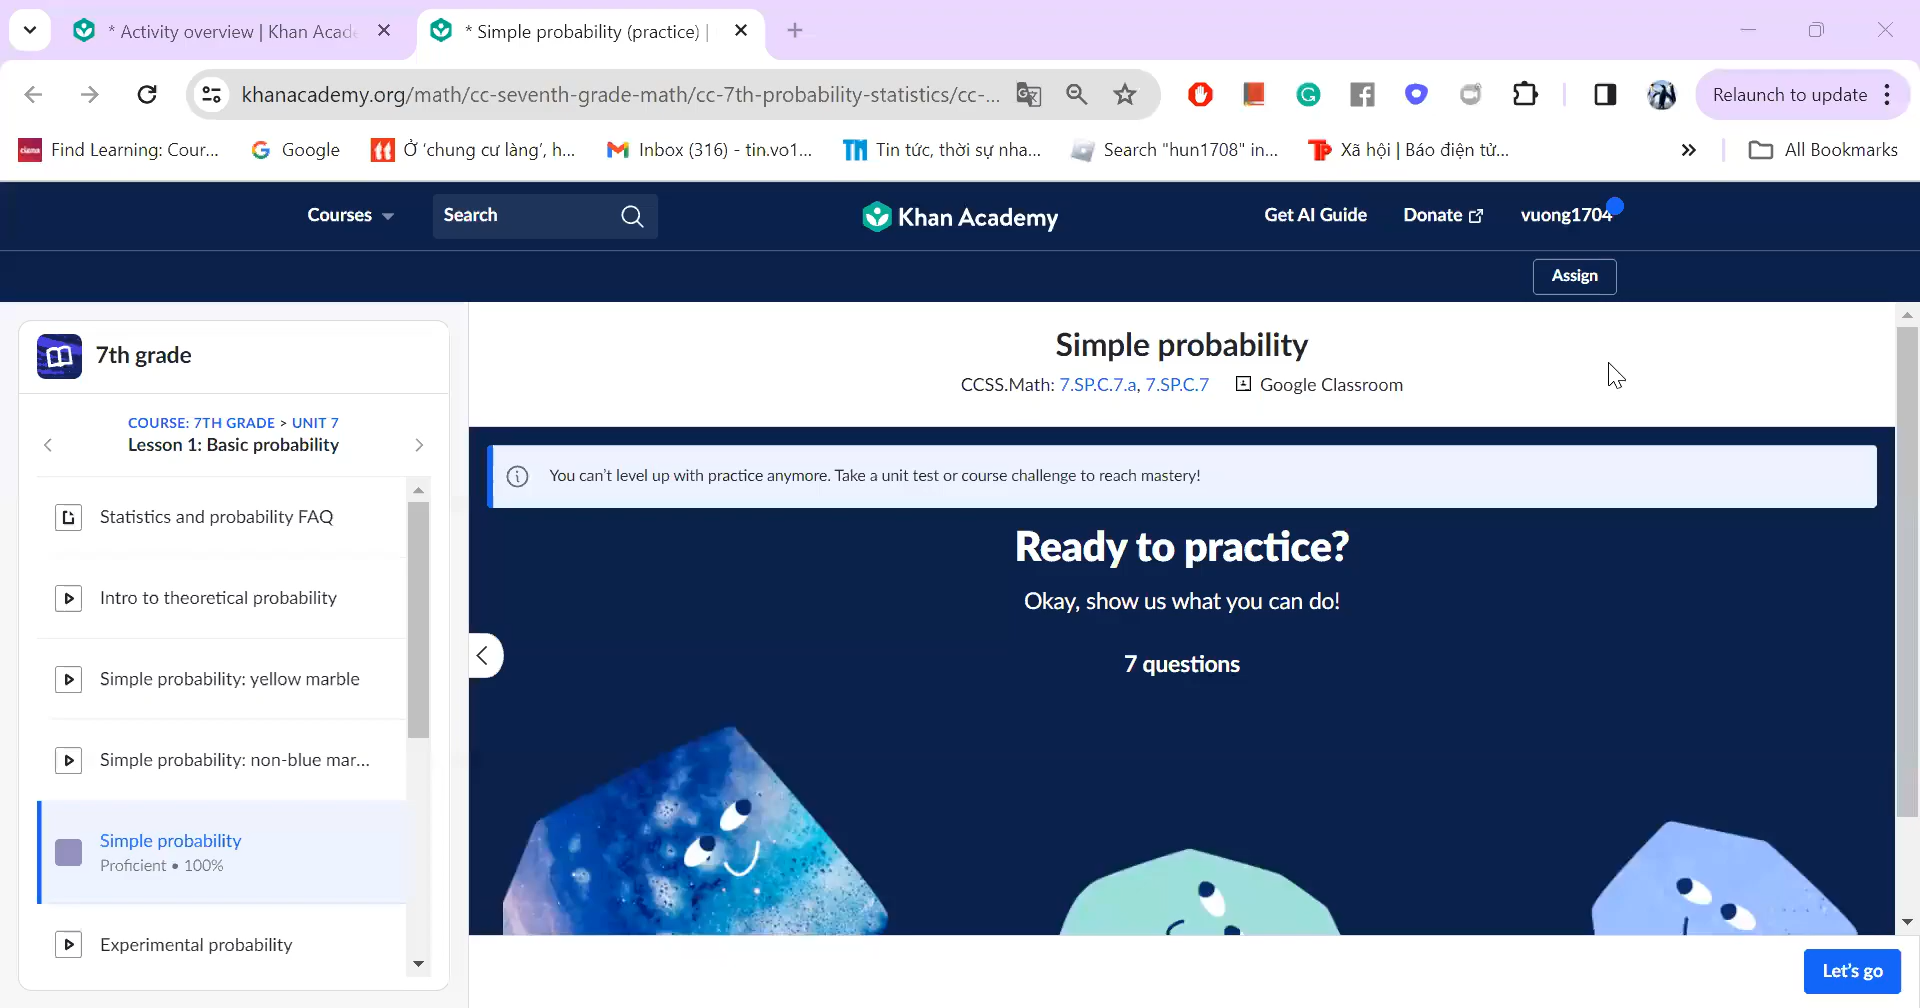 * Activity overview | Khan Acade
* Simple probability (practice) |
khanacademy.org/math/cc-seventh-grade-math/cc-7th-probability-statistics/cc-...
Relaunch to update
Find Learning: Cour...
Google
Ở ‘chung cư làng’, h...
Inbox (316) - tin.vo1...
Tin tức, thời sự nha...
Search "hun1708" in...
Xã hội | Báo điện tử...
All Bookmarks
Courses
Search
Khan Academy
Get AI Guide
Donate
vuong1704
Assign
7th grade
COURSE: 7TH GRADE > UNIT 7
Lesson 1: Basic probability
Statistics and probability FAQ
Intro to theoretical probability
Simple probability: yellow marble
Simple probability: non-blue mar...
Simple probability
Proficient • 100%
Experimental probability
Simple probability
CCSS.Math: 7.SP.C.7.a, 7.SP.C.7
Google Classroom
You can’t level up with practice anymore. Take a unit test or course challenge to reach mastery!
Ready to practice?
Okay, show us what you can do!
7 questions
Let’s go